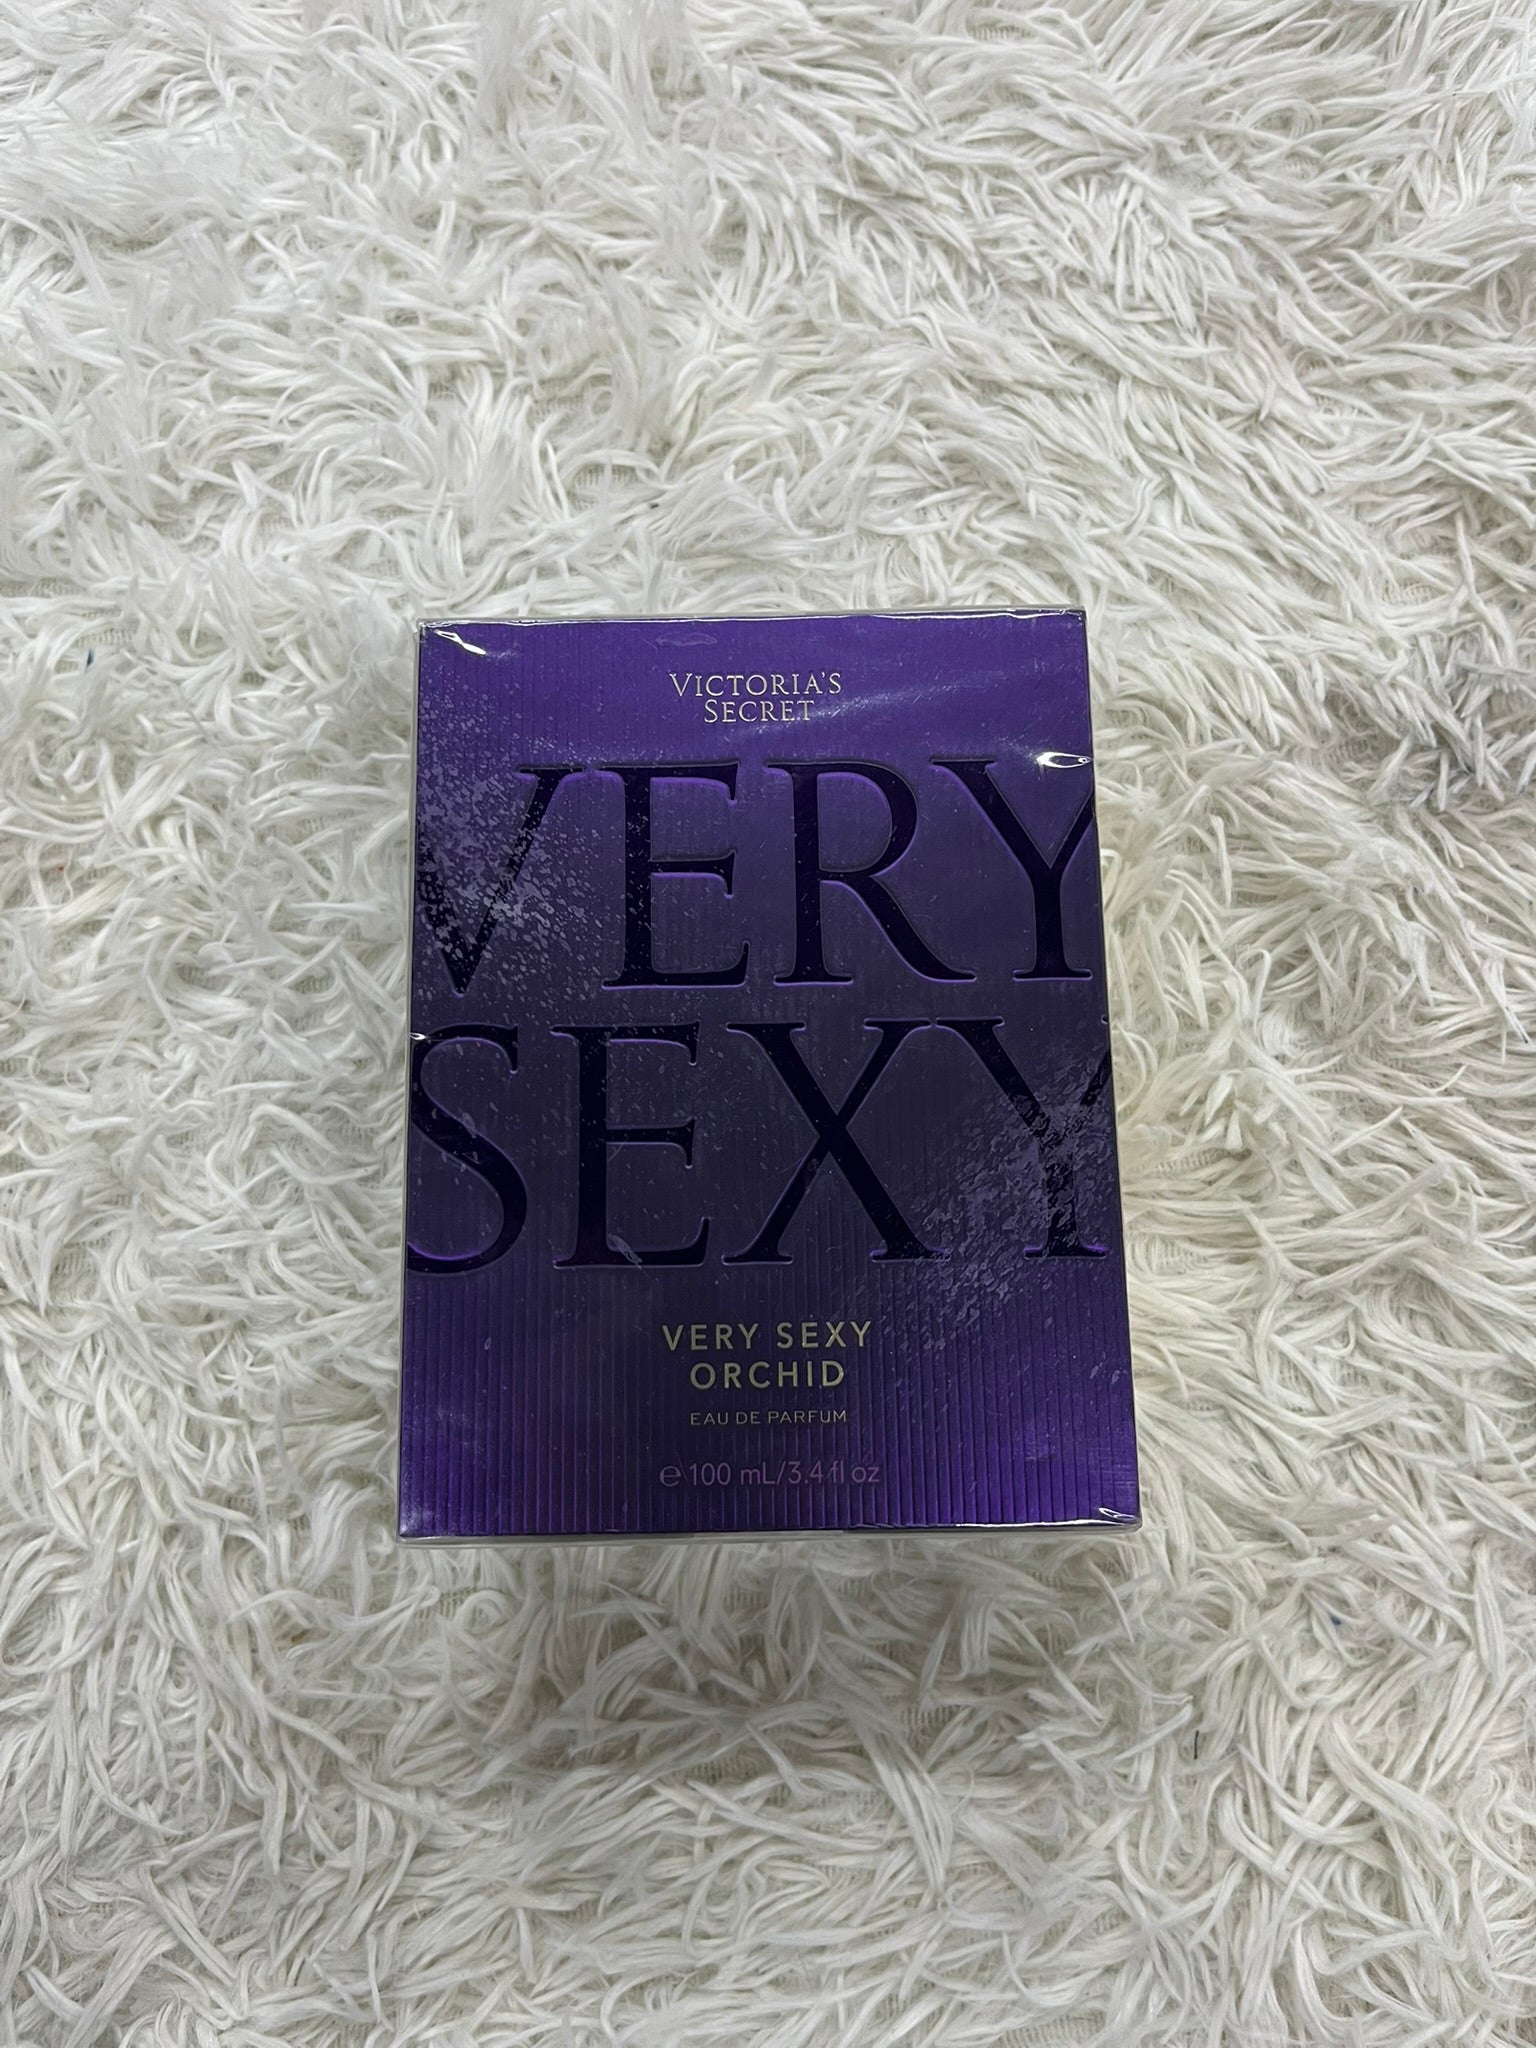 VICTORIA'S
SECRET
VERY
SEXY
VERY SEXY
ORCHID
EAU DE PARFUM
℮ 100 mL/3.4 fl oz